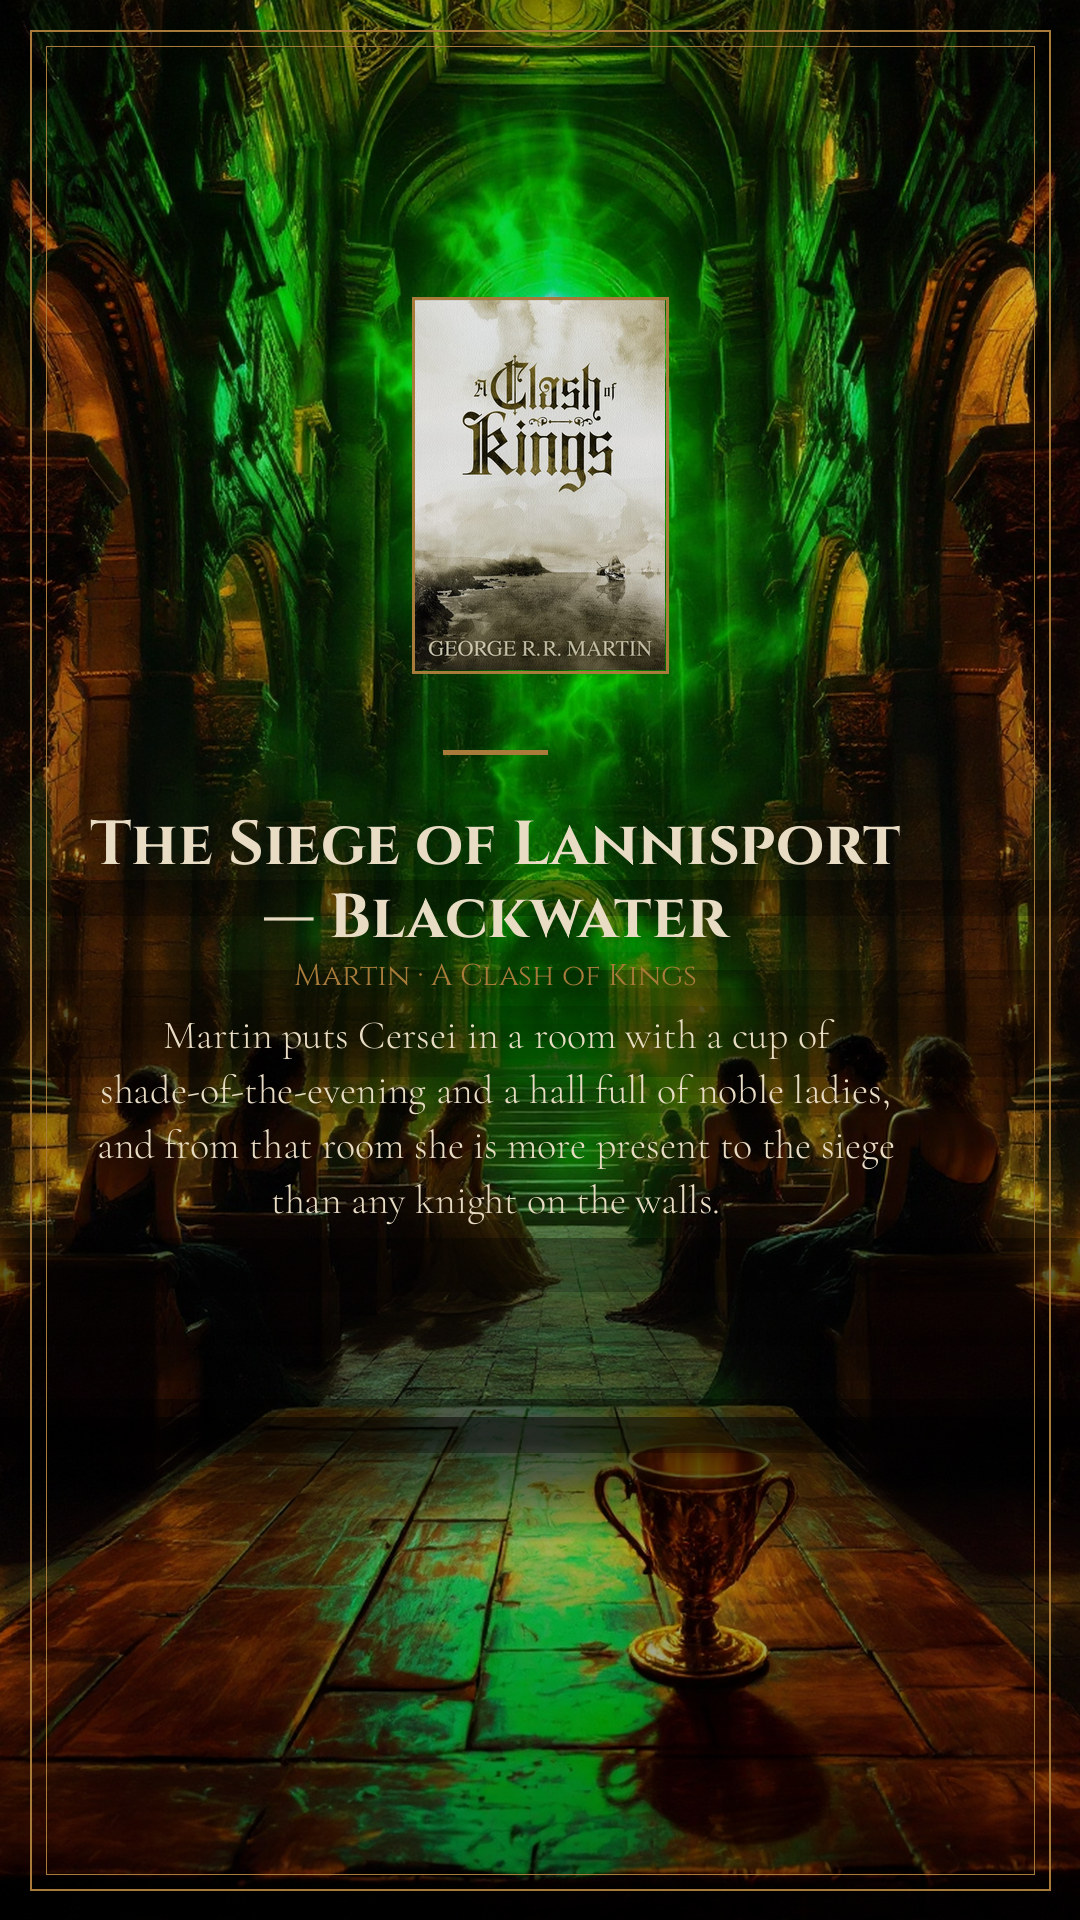 A Clash of
Kings
GEORGE R.R. MARTIN
The Siege of Lannisport
— Blackwater
Martin · A Clash of Kings
Martin puts Cersei in a room with a cup of
shade-of-the-evening and a hall full of noble ladies,
and from that room she is more present to the siege
than any knight on the walls.